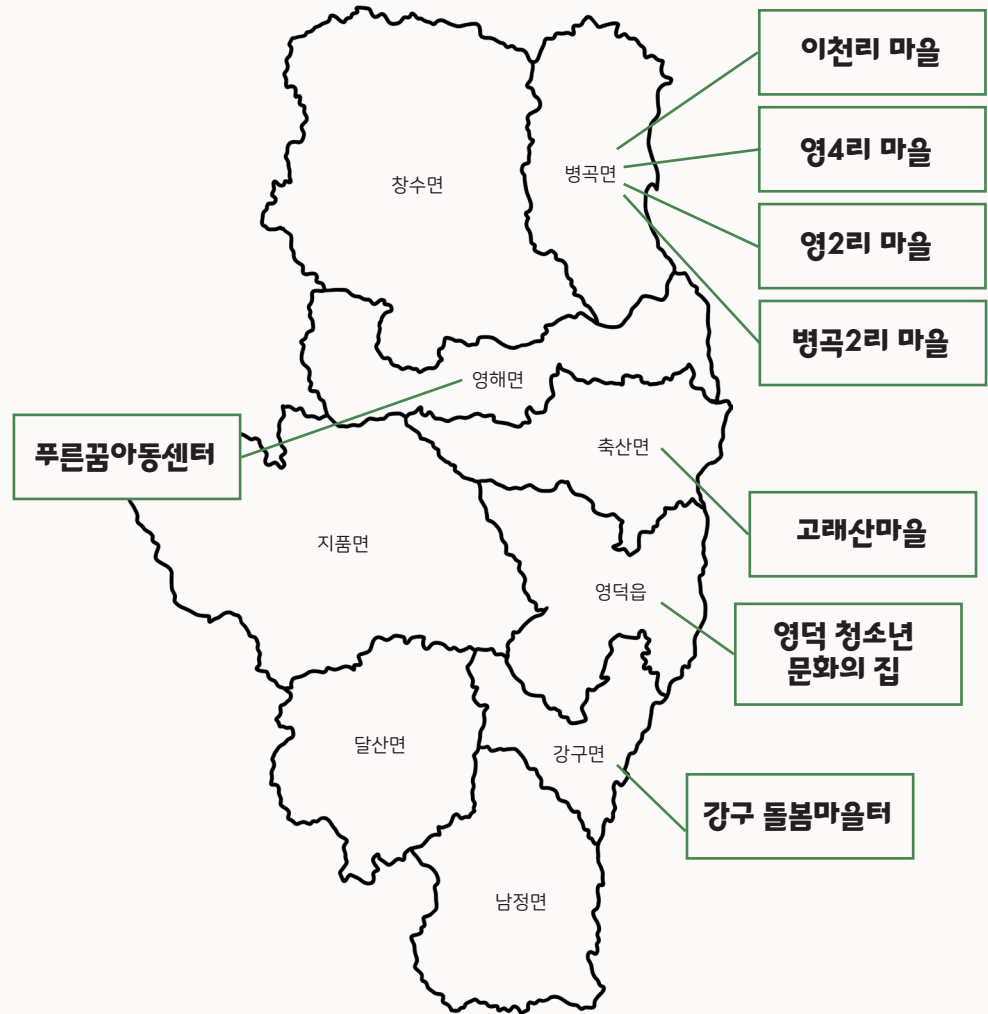 이천리 마을
영4리 마을
창수면
병곡면
영2리 마을
병곡2리 마을
영해면
푸른꿈아동센터
축산면
고래산마을
지품면
영덕읍
영덕 청소년
문화의 집
달산면
강구면
강구 돌봄마을터
남정면